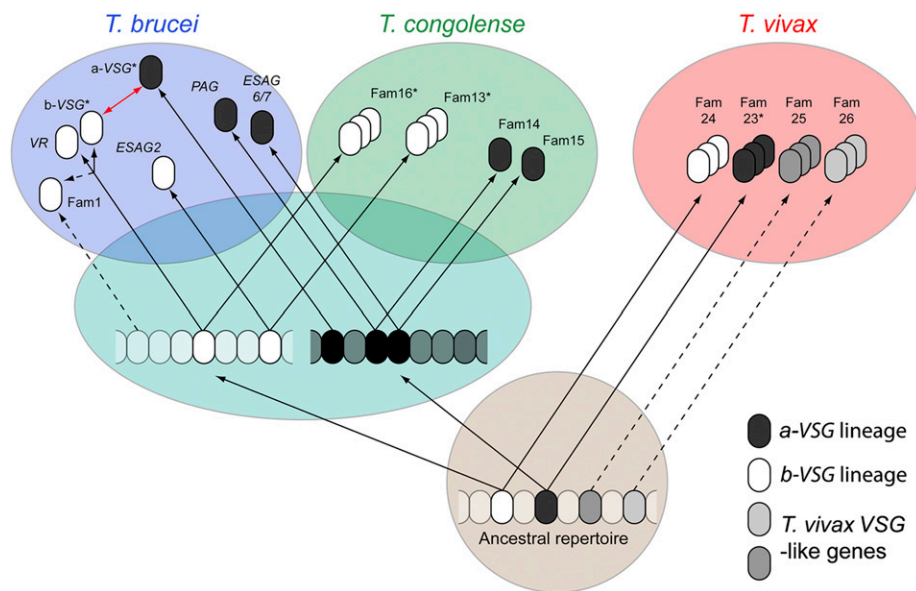 T. brucei
T. congolense
T. vivax
a-VSG*
b-VSG*
VR
Fam1
ESAG2
PAG
ESAG
6/7
Fam16*
Fam13*
Fam14
Fam15
Fam
24
Fam
23*
Fam
25
Fam
26
Ancestral repertoire
a-VSG lineage
b-VSG lineage
T. vivax VSG
-like genes